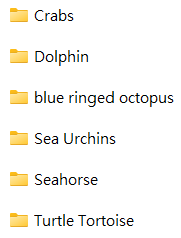 Crabs
Dolphin
blue ringed octopus
Sea Urchins
Seahorse
Turtle Tortoise